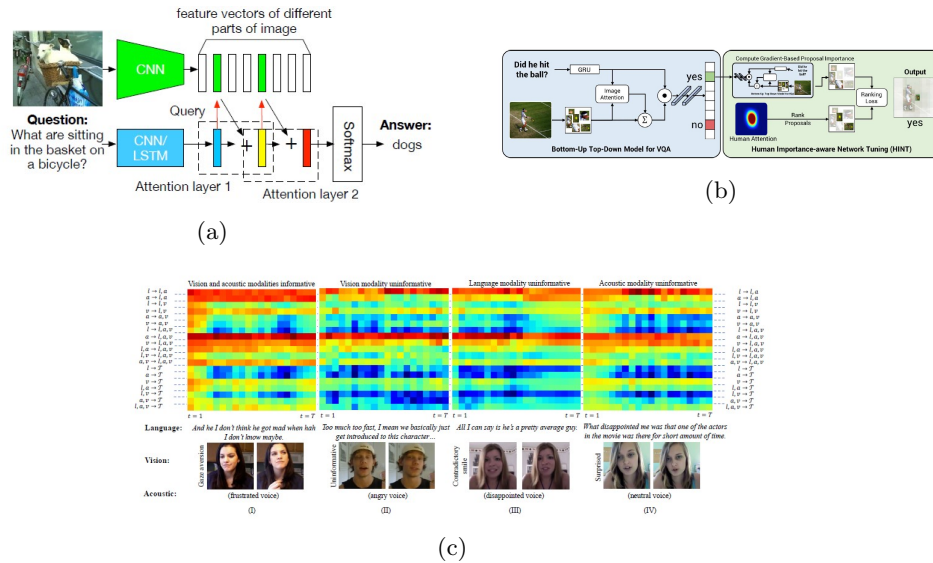 feature vectors of different
parts of image
CNN
Query
Question:
What are sitting
in the basket on
a bicycle?
CNN/
LSTM
+
+
Softmax
Answer:
dogs
Attention layer 1
Attention layer 2
(a)
Did he hit
the ball?
GRU
Image
Attention
Σ
yes
no
Bottom-Up Top-Down Model for VQA
Compute Gradient-Based Proposal Importance
Did he
hit the
ball?
Human Attention
Rank
Proposals
Ranking
Loss
Output
yes
Human Importance-aware Network Tuning (HINT)
(b)
Vision and acoustic modalities informative
Vision modality uninformative
Language modality uninformative
Acoustic modality uninformative
l → l, a
a → l, a
l → l, v
v → l, v
a → a, v
v → a, v
l → l, a, v
a → l, a, v
v → l, a, v
l, a → l, a, v
l, v → l, a, v
a, v → l, a, v
l → T
a → T
v → T
l, a → T
l, v → T
a, v → T
l, a, v → T
l → l, a
a → l, a
l → l, v
v → l, v
a → a, v
v → a, v
l → l, a, v
a → l, a, v
v → l, a, v
l, a → l, a, v
l, v → l, a, v
a, v → l, a, v
l → T
a → T
v → T
l, a → T
l, v → T
a, v → T
l, a, v → T
t = 1 t = T
t = 1 t = T
t = 1 t = T
t = 1 t = T
Language:
And he I don't think he got mad when hah
I don't know maybe.
Too much too fast, I mean we basically just
get introduced to this character…
All I can say is he's a pretty average guy.
What disappointed me was that one of the actors
in the movie was there for short amount of time.
Vision:
Gaze aversion
Uninformative
Contradictory
smile
Surprised
Acoustic:
(frustrated voice)
(angry voice)
(disappointed voice)
(neutral voice)
(I)
(II)
(III)
(IV)
(c)